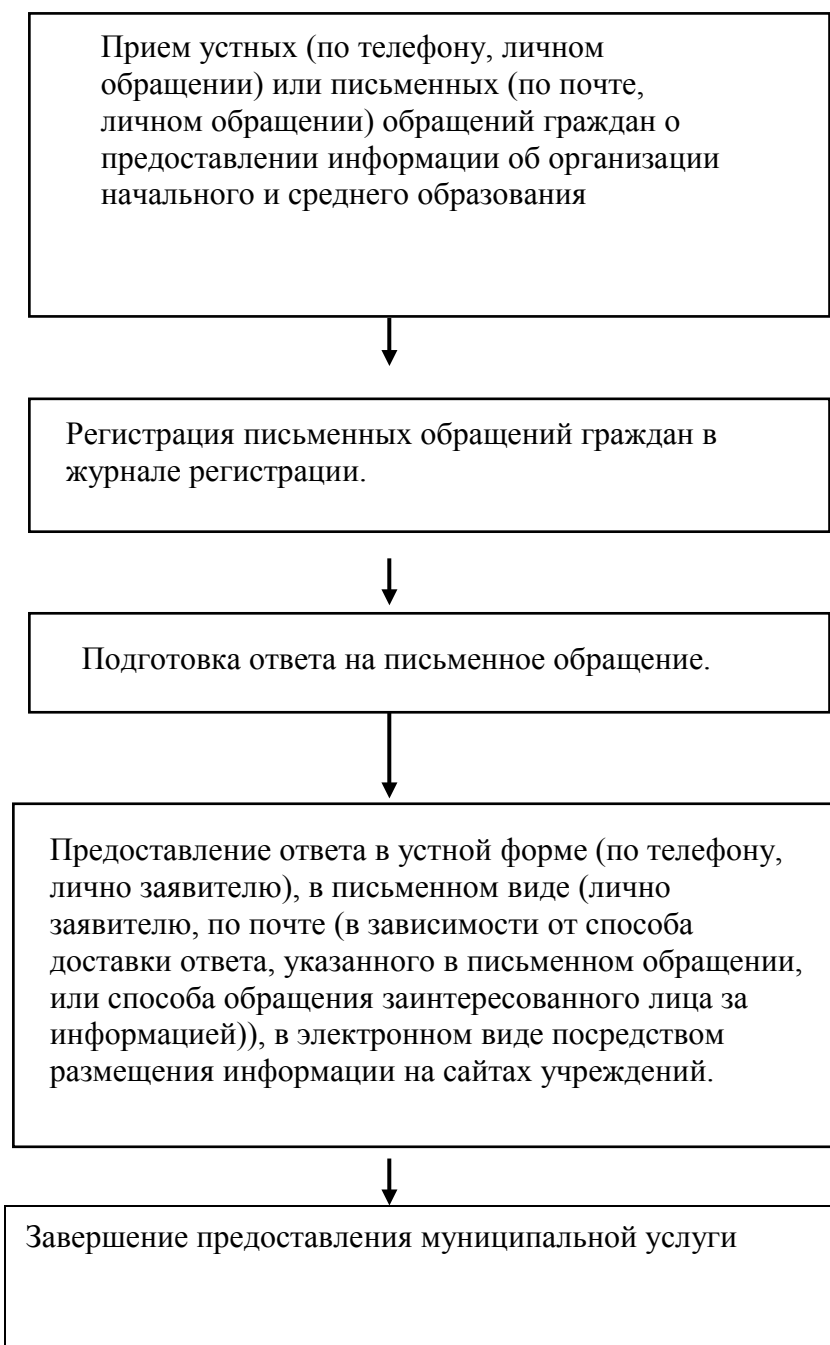 Прием устных (по телефону, личном
обращении) или письменных (по почте,
личном обращении) обращений граждан о
предоставлении информации об организации
начального и среднего образования
Регистрация письменных обращений граждан в
журнале регистрации.
Подготовка ответа на письменное обращение.
Предоставление ответа в устной форме (по телефону,
лично заявителю), в письменном виде (лично
заявителю, по почте (в зависимости от способа
доставки ответа, указанного в письменном обращении,
или способа обращения заинтересованного лица за
информацией)), в электронном виде посредством
размещения информации на сайтах учреждений.
Завершение предоставления муниципальной услуги